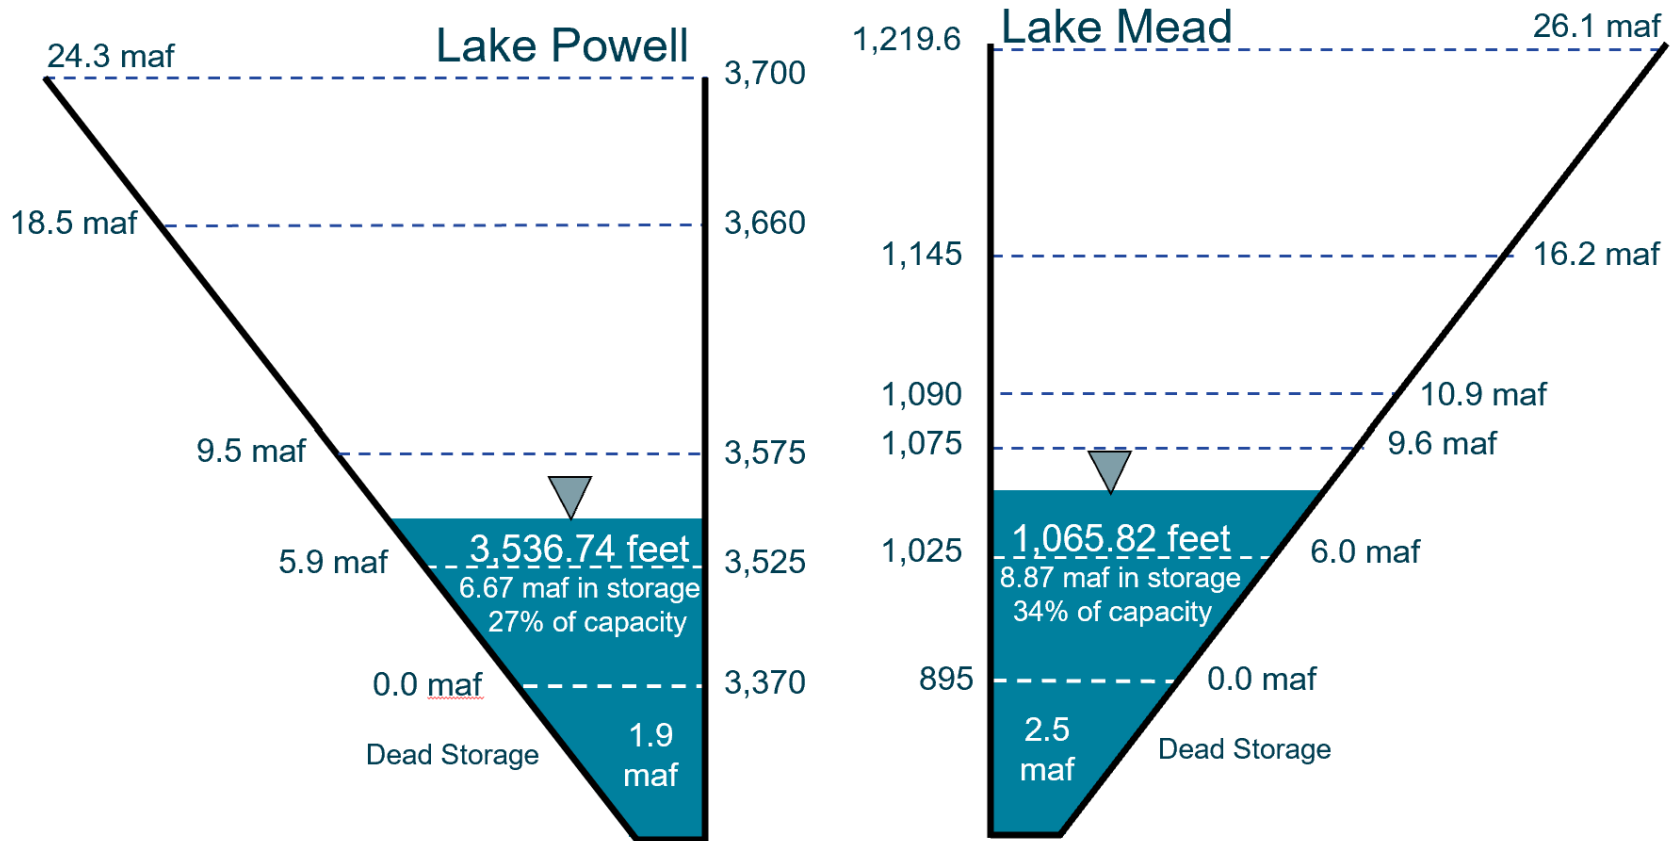 Lake Powell
24.3 maf
3,700
18.5 maf
3,660
9.5 maf
3,575
3,536.74 feet
5.9 maf
3,525
6.67 maf in storage
27% of capacity
0.0 maf
3,370
1.9
maf
Dead Storage
Lake Mead
1,219.6
26.1 maf
1,145
16.2 maf
1,090
10.9 maf
1,075
9.6 maf
1,065.82 feet
1,025
6.0 maf
8.87 maf in storage
34% of capacity
895
0.0 maf
2.5
maf
Dead Storage